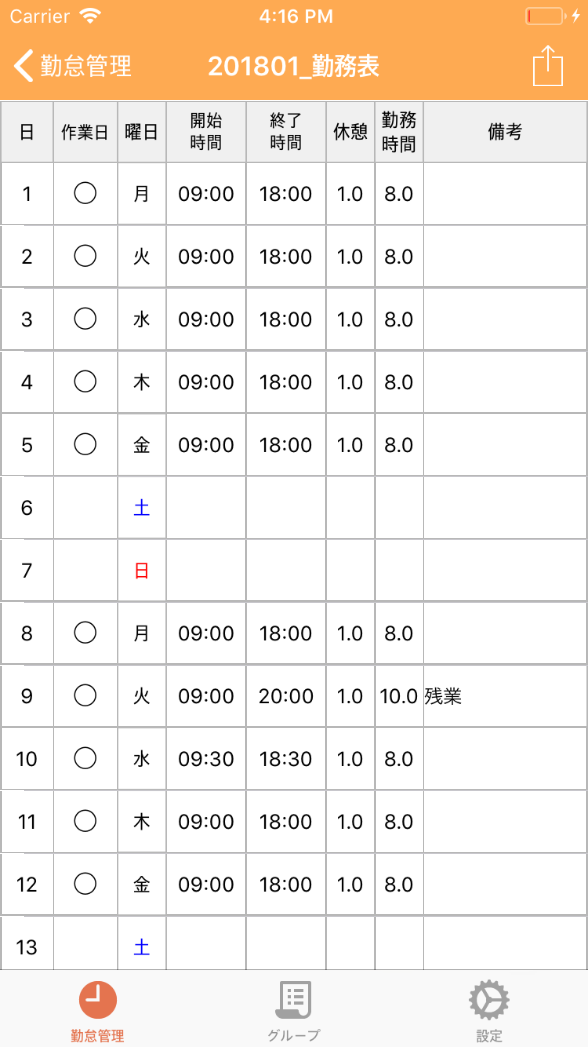 Carrier 4:16 PM
勤怠管理 201801_勤務表
日 作業日 曜日 開始時間 終了時間 休憩 勤務時間 備考
1 ◯ 月 09:00 18:00 1.0 8.0
2 ◯ 火 09:00 18:00 1.0 8.0
3 ◯ 水 09:00 18:00 1.0 8.0
4 ◯ 木 09:00 18:00 1.0 8.0
5 ◯ 金 09:00 18:00 1.0 8.0
6 土
7 日
8 ◯ 月 09:00 18:00 1.0 8.0
9 ◯ 火 09:00 20:00 1.0 10.0 残業
10 ◯ 水 09:30 18:30 1.0 8.0
11 ◯ 木 09:00 18:00 1.0 8.0
12 ◯ 金 09:00 18:00 1.0 8.0
13 土
勤怠管理 グループ 設定